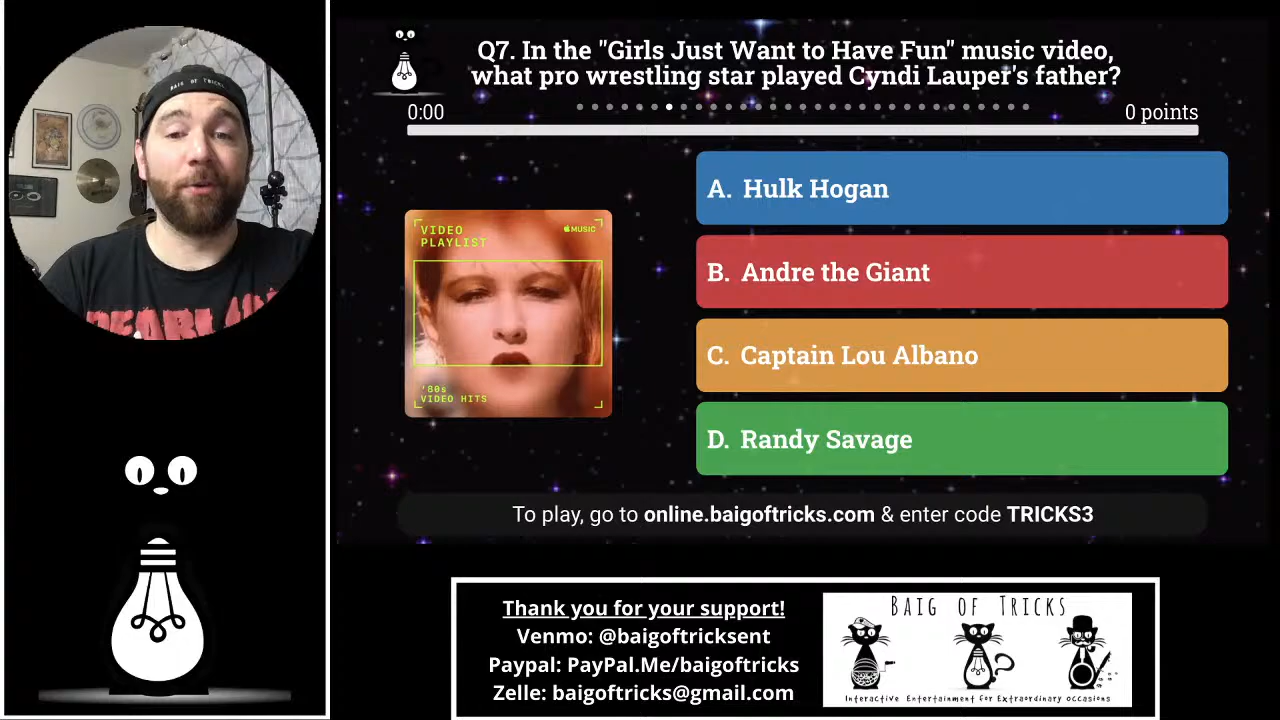 BAIG OF TRICKS
Q7. In the "Girls Just Want to Have Fun" music video,
what pro wrestling star played Cyndi Lauper's father?
0:00
0 points
VIDEO
PLAYLIST
MUSIC
'80s
VIDEO HITS
A. Hulk Hogan
B. Andre the Giant
C. Captain Lou Albano
D. Randy Savage
To play, go to online.baigoftricks.com & enter code TRICKS3
Thank you for your support!
Venmo: @baigoftricksent
Paypal: PayPal.Me/baigoftricks
Zelle: baigoftricks@gmail.com
BAIG OF TRICKS
Interactive Entertainment for Extraordinary occasions